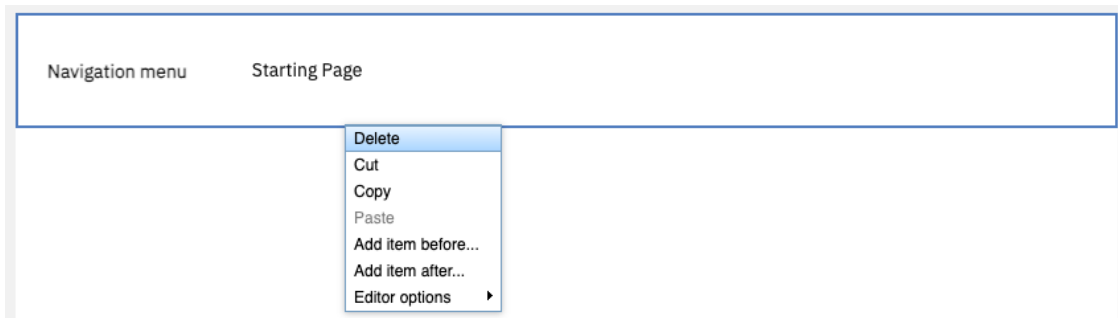 Navigation menu Starting Page
Delete
Cut
Copy
Paste
Add item before...
Add item after...
Editor options